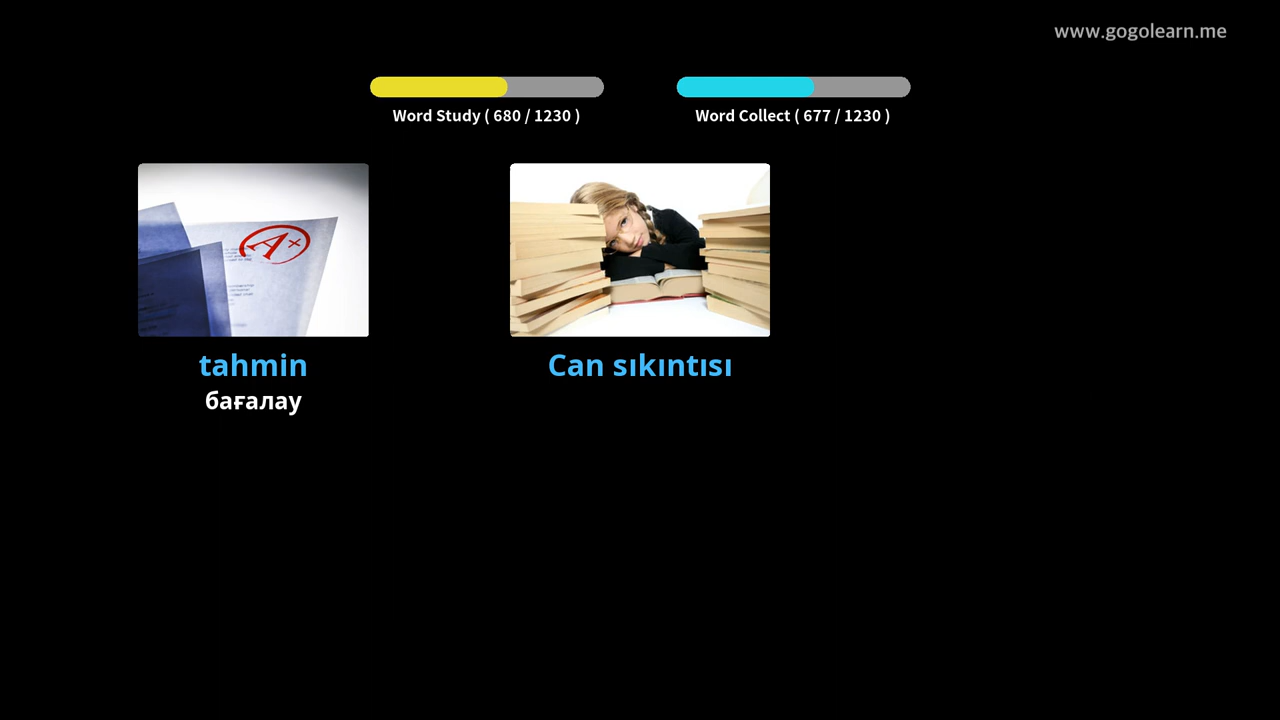 www.gogolearn.me
Word Study ( 680 / 1230 )
Word Collect ( 677 / 1230 )
A+
tahmin
Can sıkıntısı
бағалау